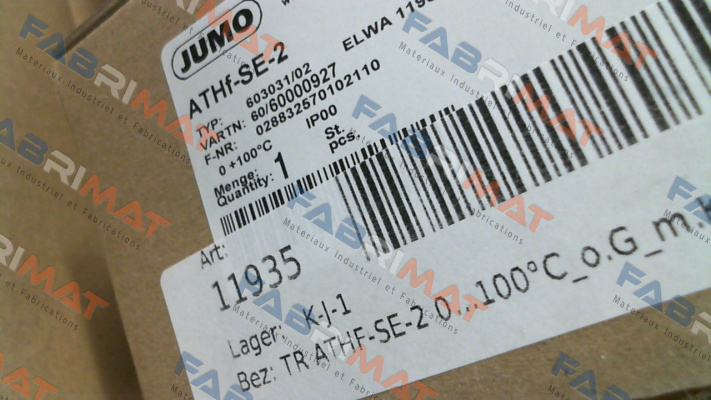 JUMO
ATHf-SE-2
ELWA
TYP: 603031/02
VARTN: 60/60000927
F-NR: 0288325701021 10
0 +100°C
IP00
Menge:
Quantity: 1
St.
pcs.
Art: 11935
Lager: K-I-1
Bez: TR ATHF-SE-2 0...100°C_o.G_m.
FABRIMAT
Materiaux Industriel et Fabrications